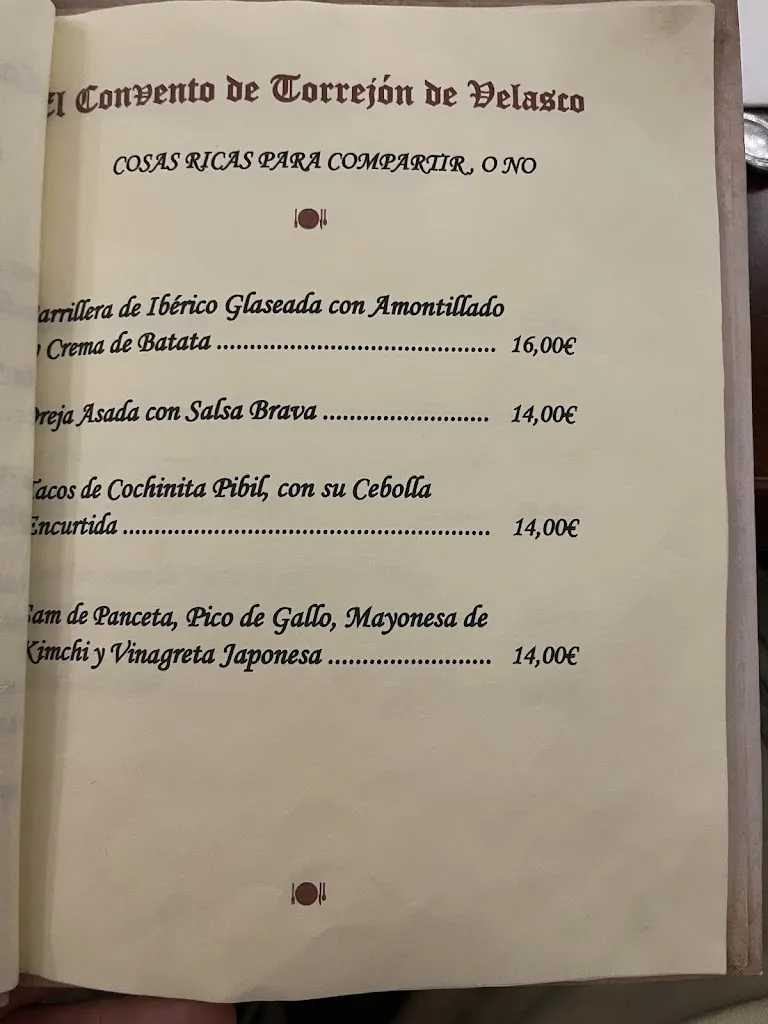 El Convento de Torrejón de Velasco
COSAS RICAS PARA COMPARTIR, O NO
Carrillera de Ibérico Glaseada con Amontillado
y Crema de Batata ........................................ 16,00€
Oreja Asada con Salsa Brava ........................ 14,00€
Tacos de Cochinita Pibil, con su Cebolla
Encurtida ..................................................... 14,00€
Sam de Panceta, Pico de Gallo, Mayonesa de
Kimchi y Vinagreta Japonesa ....................... 14,00€